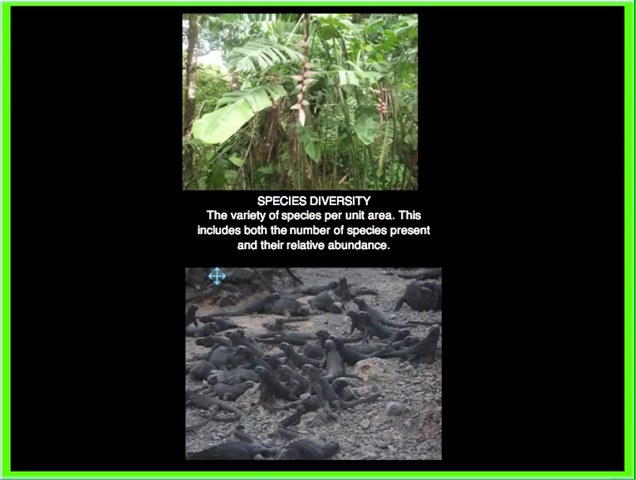 SPECIES DIVERSITY
The variety of species per unit area. This
includes both the number of species present
and their relative abundance.